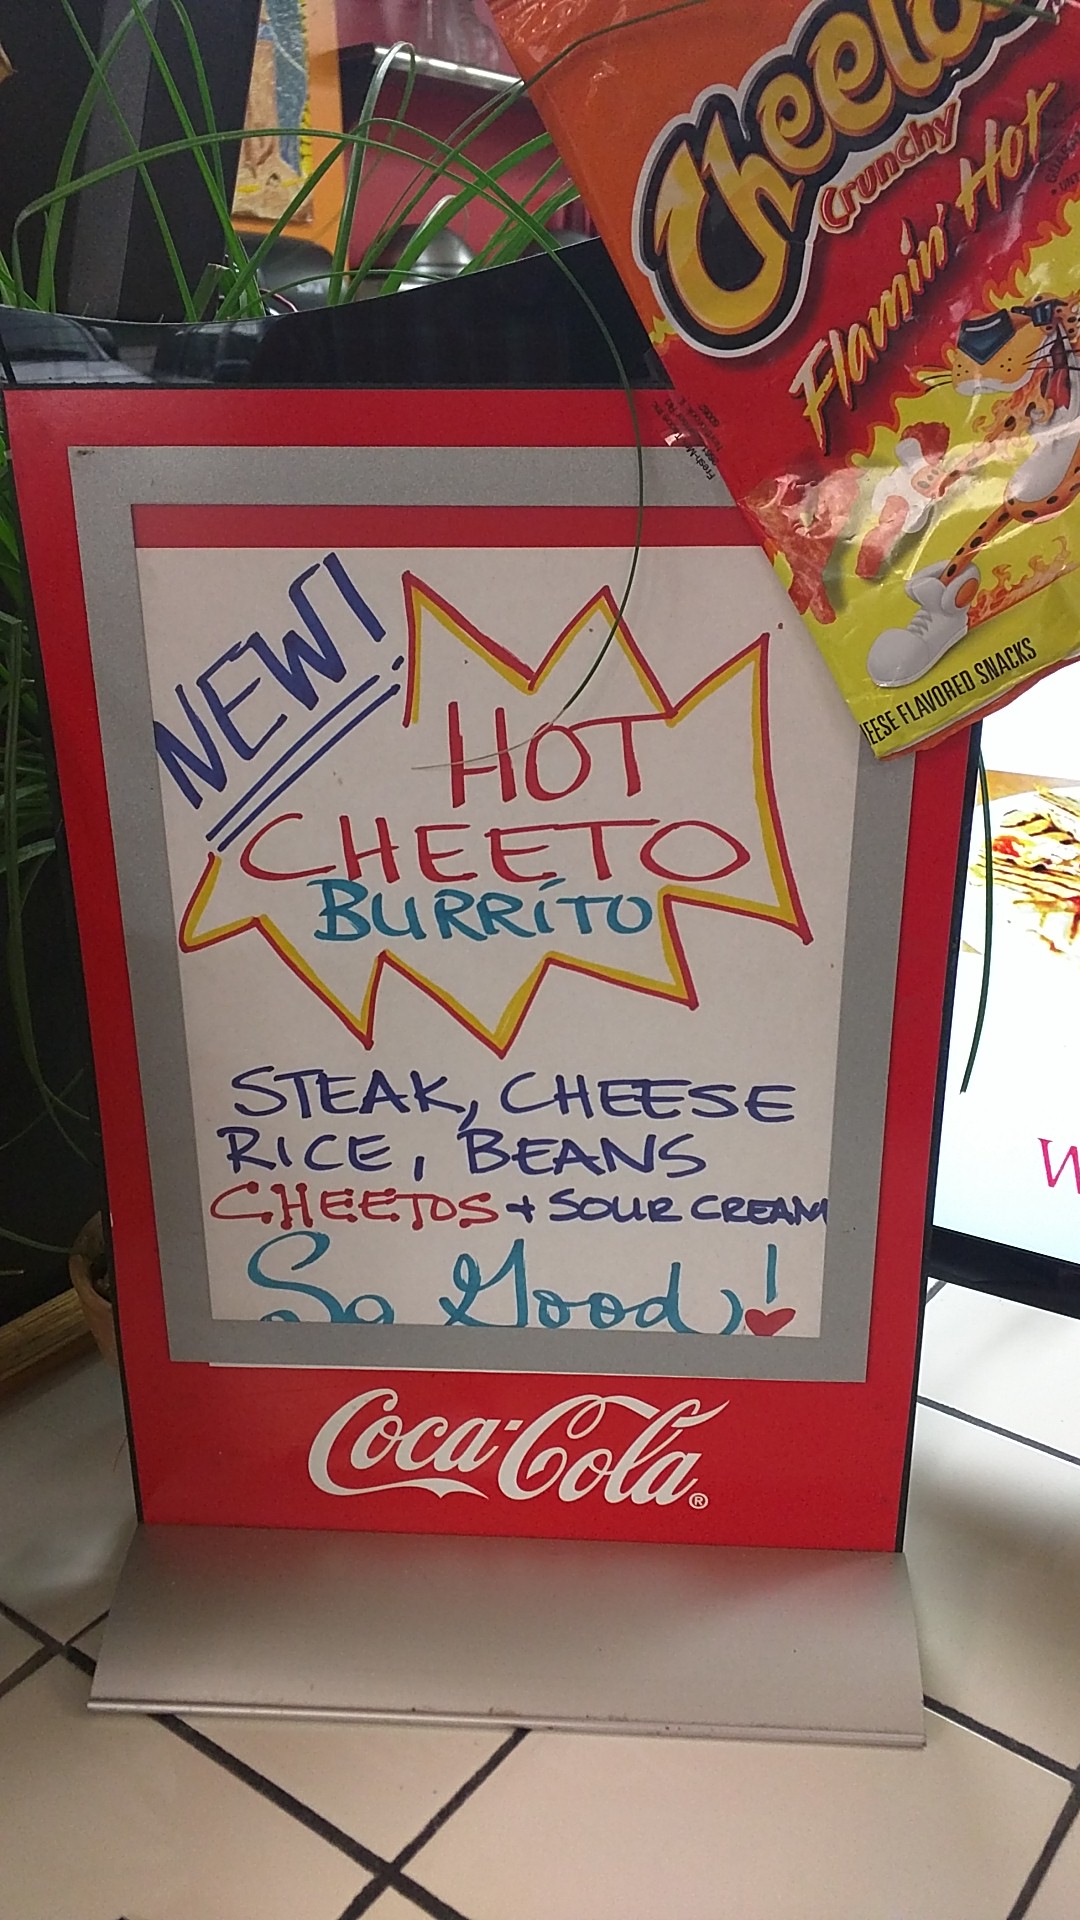 Cheetos
Crunchy
Flamin' Hot
EESE FLAVORED SNACKS
NEW!
HOT
CHEETO
BURRITO
STEAK, CHEESE
RICE, BEANS
CHEETOS + SOUR CREAM
So Good!
Coca-Cola®
W